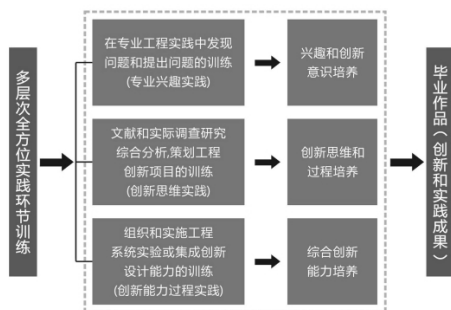 多层次全方位实践环节训练
在专业工程实践中发现
问题和提出问题的训练
(专业兴趣实践)
兴趣和创新
意识培养
文献和实际调查研究
综合分析,策划工程
创新项目的训练
(创新思维实践)
创新思维和
过程培养
组织和实施工程
系统实验或集成创新
设计能力的训练
(创新能力过程实践)
综合创新
能力培养
毕业作品(创新和实践成果)